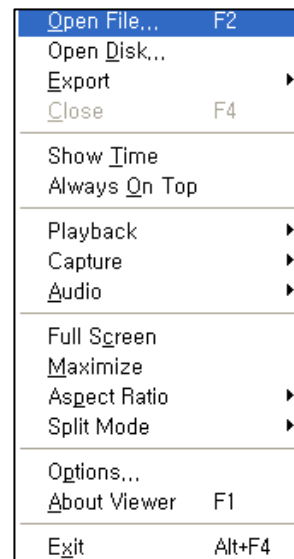 Open File... F2
Open Disk...
Export
Close F4
Show Time
Always On Top
Playback
Capture
Audio
Full Screen
Maximize
Aspect Ratio
Split Mode
Options...
About Viewer F1
Exit Alt+F4